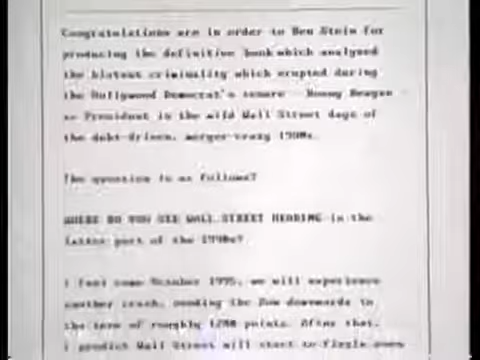 Congratulations are in order to Ben Stein for
producing the definitive book which analyzed
the blatant criminality which erupted during
the Hollywood Democrat's tenure - Ronny Reagan
as President in the wild Wall Street days of
the debt-driven, merger-crazy 1980s.
The question is as follows?
WHERE DO YOU SEE WALL STREET HEADING in the
latter part of the 1990s?
I feel come October 1995, we will experience
another crash, sending the Dow downwards to
the tune of roughly 1200 points. After that,
I predict Wall Street will start to